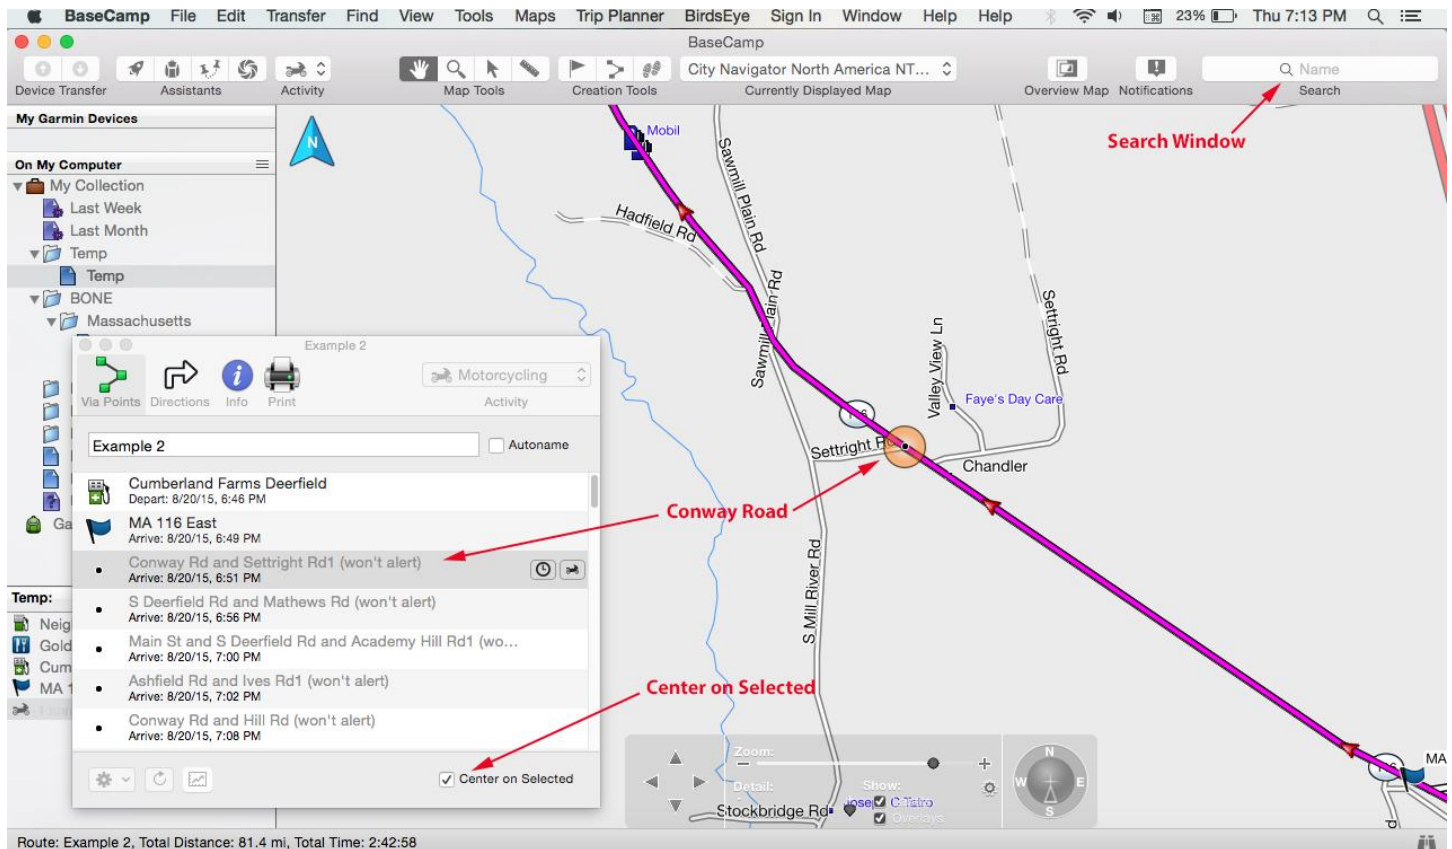 BaseCamp File Edit Transfer Find View Tools Maps Trip Planner BirdsEye Sign In Window Help Help 23% Thu 7:13 PM
BaseCamp
City Navigator North America NT...
Name
Device Transfer Assistants Activity Map Tools Creation Tools Currently Displayed Map Overview Map Notifications Search
My Garmin Devices
On My Computer
My Collection
Last Week
Last Month
Temp
Temp
BONE
Massachusetts
Ga
Example 2
Via Points Directions Info Print
Motorcycling
Activity
Example 2
Autoname
Cumberland Farms Deerfield
Depart: 8/20/15, 6:46 PM
MA 116 East
Arrive: 8/20/15, 6:49 PM
Conway Rd and Settright Rd1 (won't alert)
Arrive: 8/20/15, 6:51 PM
S Deerfield Rd and Mathews Rd (won't alert)
Arrive: 8/20/15, 6:56 PM
Main St and S Deerfield Rd and Academy Hill Rd1 (wo...
Arrive: 8/20/15, 7:00 PM
Ashfield Rd and Ives Rd1 (won't alert)
Arrive: 8/20/15, 7:02 PM
Conway Rd and Hill Rd (won't alert)
Arrive: 8/20/15, 7:08 PM
Center on Selected
Temp:
Neig
Gold
Cum
MA 1
N
Mobil
Sawmill Plain Rd
Hadfield Rd
Sawmill Plain Rd
Search Window
Settright Rd
Valley View Ln
Faye's Day Care
Settright Rd
Chandler
Conway Road
S Mill River Rd
Center on Selected
Zoom:
Detail:
Show:
Overlays
Stockbridge Rd
N
W E
S
MA
Route: Example 2, Total Distance: 81.4 mi, Total Time: 2:42:58